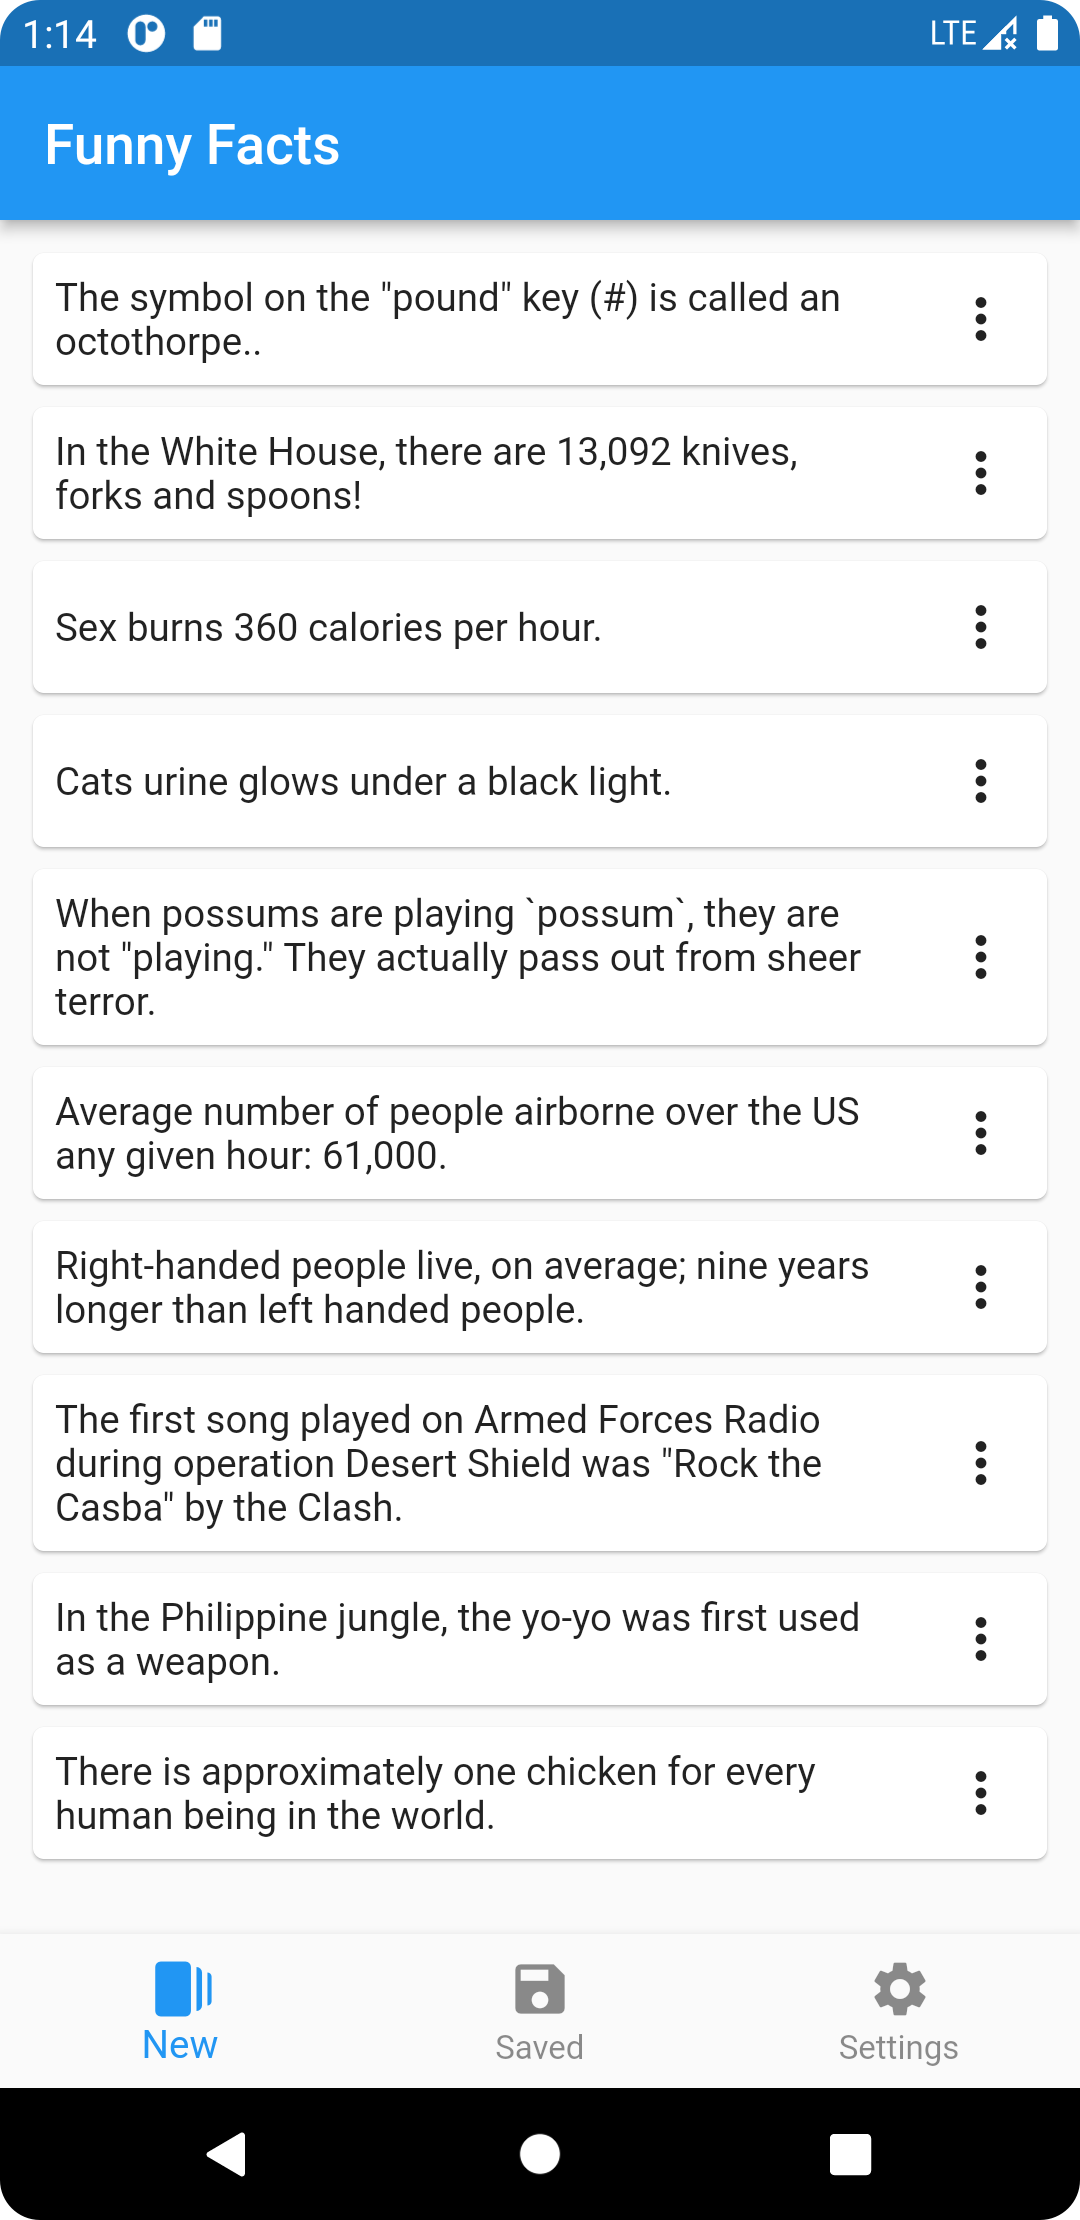 1:14 LTE
Funny Facts
The symbol on the "pound" key (#) is called an
octothorpe..
In the White House, there are 13,092 knives,
forks and spoons!
Sex burns 360 calories per hour.
Cats urine glows under a black light.
When possums are playing `possum`, they are
not "playing." They actually pass out from sheer
terror.
Average number of people airborne over the US
any given hour: 61,000.
Right-handed people live, on average; nine years
longer than left handed people.
The first song played on Armed Forces Radio
during operation Desert Shield was "Rock the
Casba" by the Clash.
In the Philippine jungle, the yo-yo was first used
as a weapon.
There is approximately one chicken for every
human being in the world.
New Saved Settings